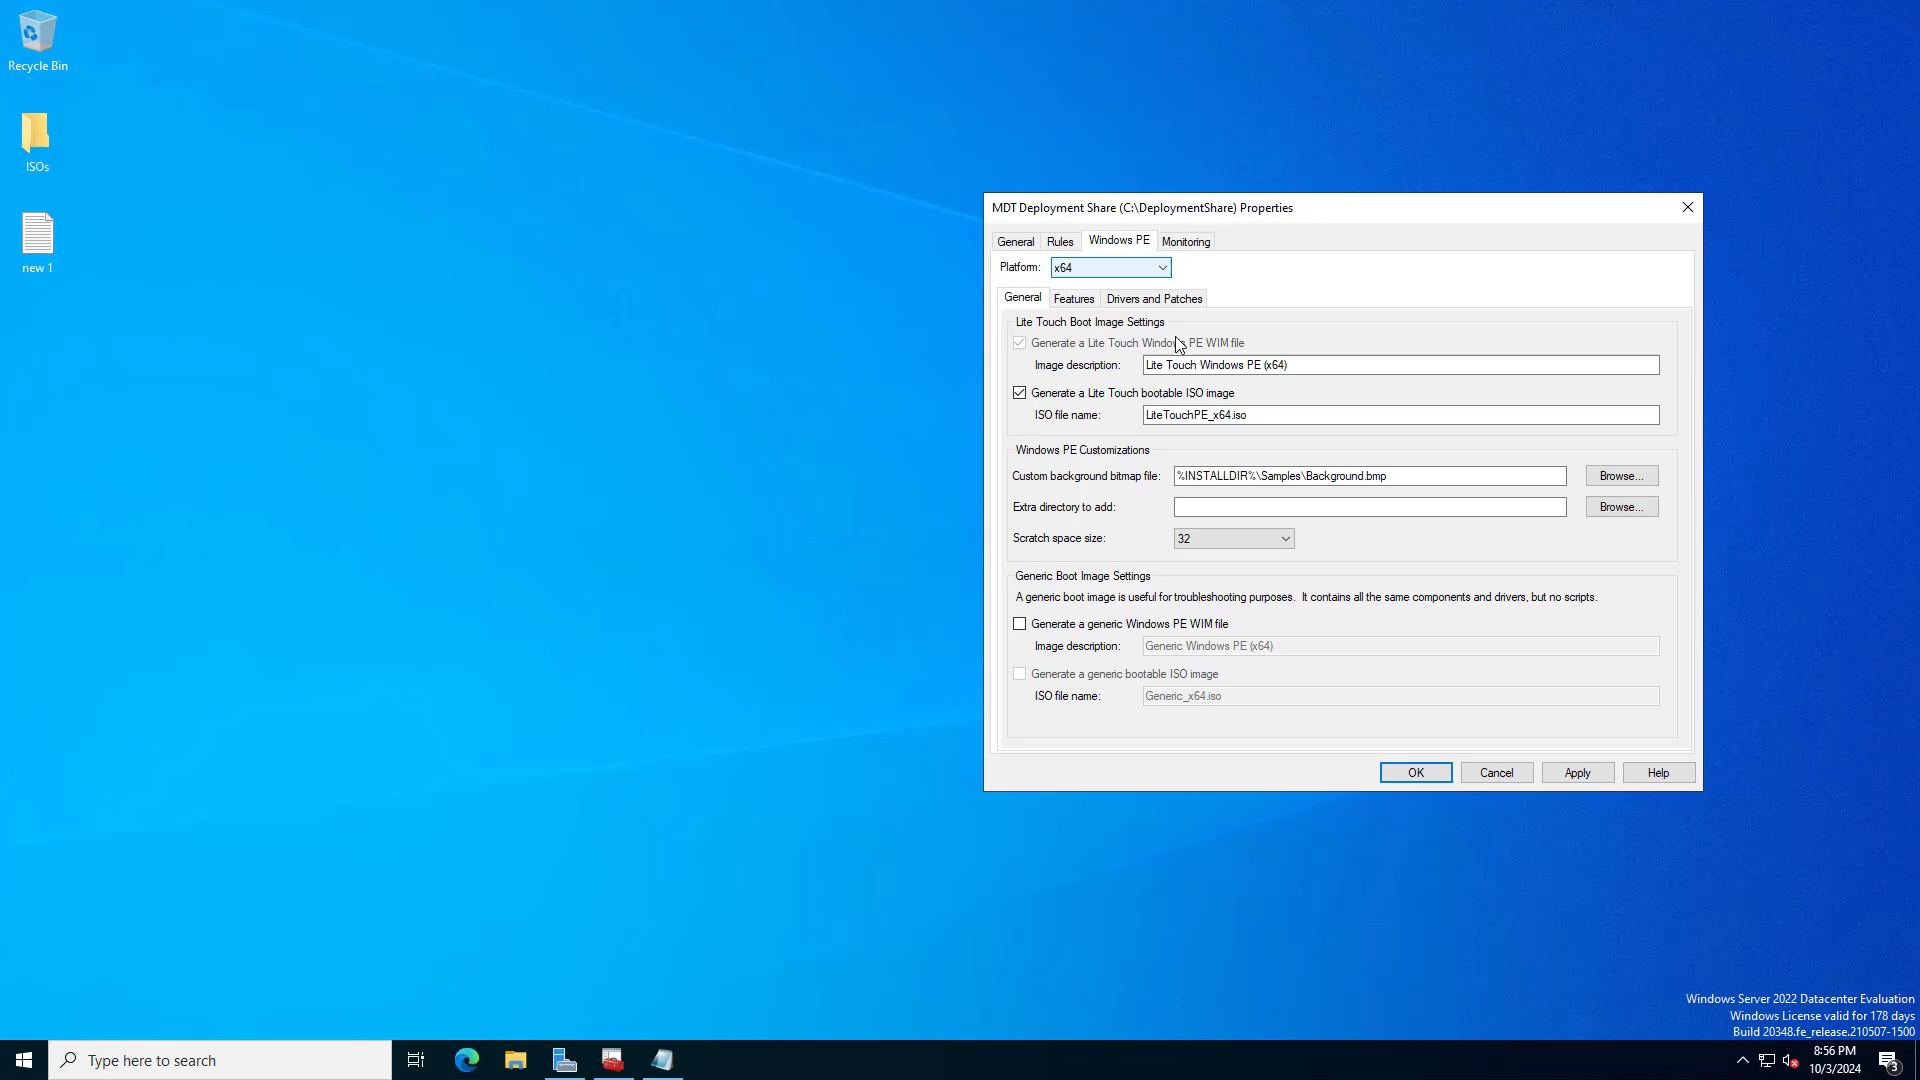 Recycle Bin
ISOs
new 1
MDT Deployment Share (C:\DeploymentShare) Properties
General Rules Windows PE Monitoring
Platform: x64
General Features Drivers and Patches
Lite Touch Boot Image Settings
Generate a Lite Touch Windows PE WIM file
Image description: Lite Touch Windows PE (x64)
Generate a Lite Touch bootable ISO image
ISO file name: LiteTouchPE_x64.iso
Windows PE Customizations
Custom background bitmap file: %INSTALLDIR%\Samples\Background.bmp Browse...
Extra directory to add: Browse...
Scratch space size: 32
Generic Boot Image Settings
A generic boot image is useful for troubleshooting purposes. It contains all the same components and drivers, but no scripts.
Generate a generic Windows PE WIM file
Image description: Generic Windows PE (x64)
Generate a generic bootable ISO image
ISO file name: Generic_x64.iso
OK Cancel Apply Help
Windows Server 2022 Datacenter Evaluation
Windows License valid for 178 days
Build 20348.fe_release.210507-1500
Type here to search
8:56 PM
10/3/2024
3